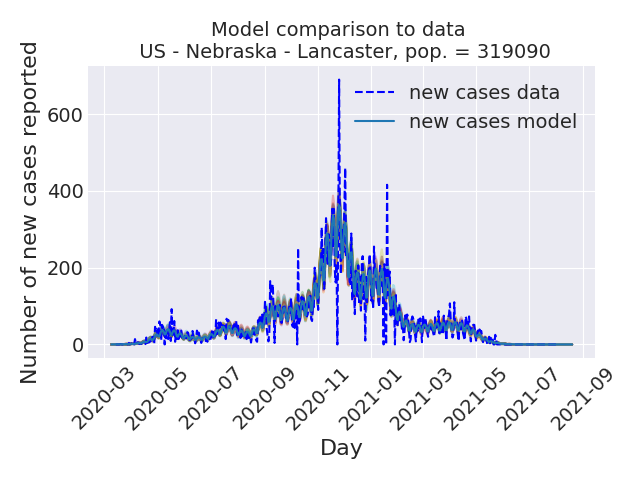 Model comparison to data
US - Nebraska - Lancaster, pop. = 319090
Number of new cases reported
600
400
200
0
new cases data
new cases model
2020-03
2020-05
2020-07
2020-09
2020-11
2021-01
2021-03
2021-05
2021-07
2021-09
Day